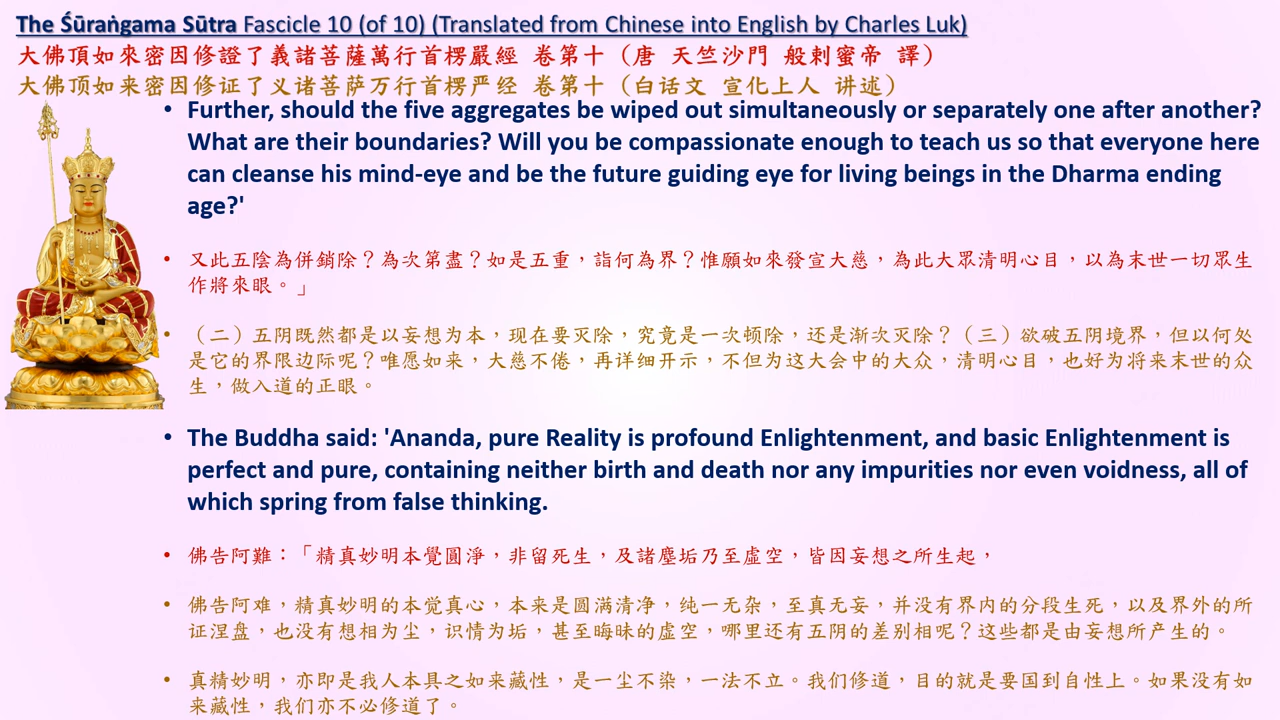 The Śūraṅgama Sūtra Fascicle 10 (of 10) (Translated from Chinese into English by Charles Luk)
大佛頂如來密因修證了義諸菩薩萬行首楞嚴經 卷第十（唐 天竺沙門 般剌蜜帝 譯）
大佛顶如来密因修证了义诸菩萨万行首楞严经 卷第十（白话文 宣化上人 讲述）
• Further, should the five aggregates be wiped out simultaneously or separately one after another?
What are their boundaries? Will you be compassionate enough to teach us so that everyone here
can cleanse his mind-eye and be the future guiding eye for living beings in the Dharma ending
age?'
• 又此五陰為併銷除？為次第盡？如是五重，詣何為界？惟願如來發宣大慈，為此大眾清明心目，以為末世一切眾生
作將來眼。」
• （二）五阴既然都是以妄想为本，现在要灭除，究竟是一次顿除，还是渐次灭除？（三）欲破五阴境界，但以何处
是它的界限边际呢？唯愿如来，大慈不倦，再详细开示，不但为这大会中的大众，清明心目，也好为将来末世的众
生，做入道的正眼。
• The Buddha said: 'Ananda, pure Reality is profound Enlightenment, and basic Enlightenment is
perfect and pure, containing neither birth and death nor any impurities nor even voidness, all of
which spring from false thinking.
• 佛告阿難：「精真妙明本覺圓淨，非留死生，及諸塵垢乃至虛空，皆因妄想之所生起，
• 佛告阿难，精真妙明的本觉真心，本来是圆满清净，纯一无杂，至真无妄，并没有界内的分段生死，以及界外的所
证涅盘，也没有想相为尘，识情为垢，甚至晦昧的虚空，哪里还有五阴的差别相呢？这些都是由妄想所产生的。
• 真精妙明，亦即是我人本具之如来藏性，是一尘不染，一法不立。我们修道，目的就是要国到自性上。如果没有如
来藏性，我们亦不必修道了。